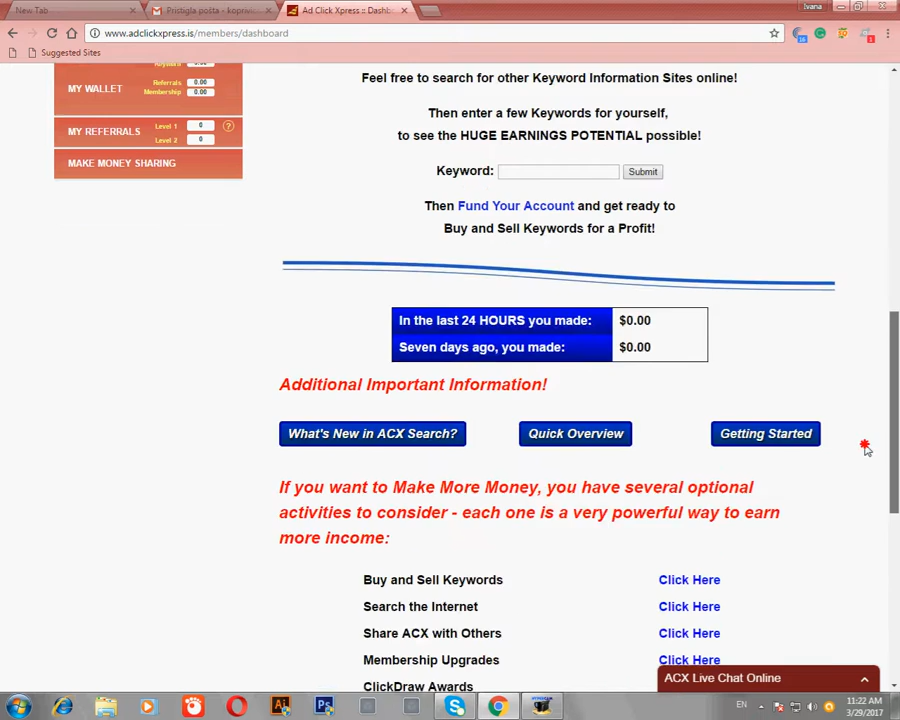 New Tab
Pristigla pošta - koprivica
Ad Click Xpress :: Dashb
Ivana
www.adclickxpress.is/members/dashboard
Suggested Sites
MY WALLET
Referrals 0.00
Membership 0.00
MY REFERRALS
Level 1 0
Level 2 0
?
MAKE MONEY SHARING
Feel free to search for other Keyword Information Sites online!
Then enter a few Keywords for yourself,
to see the HUGE EARNINGS POTENTIAL possible!
Keyword: Submit
Then Fund Your Account and get ready to
Buy and Sell Keywords for a Profit!
In the last 24 HOURS you made: $0.00
Seven days ago, you made: $0.00
Additional Important Information!
What's New in ACX Search? Quick Overview Getting Started
If you want to Make More Money, you have several optional
activities to consider - each one is a very powerful way to earn
more income:
Buy and Sell Keywords Click Here
Search the Internet Click Here
Share ACX with Others Click Here
Membership Upgrades Click Here
ClickDraw Awards
ACX Live Chat Online
EN
11:22 AM
3/29/2017